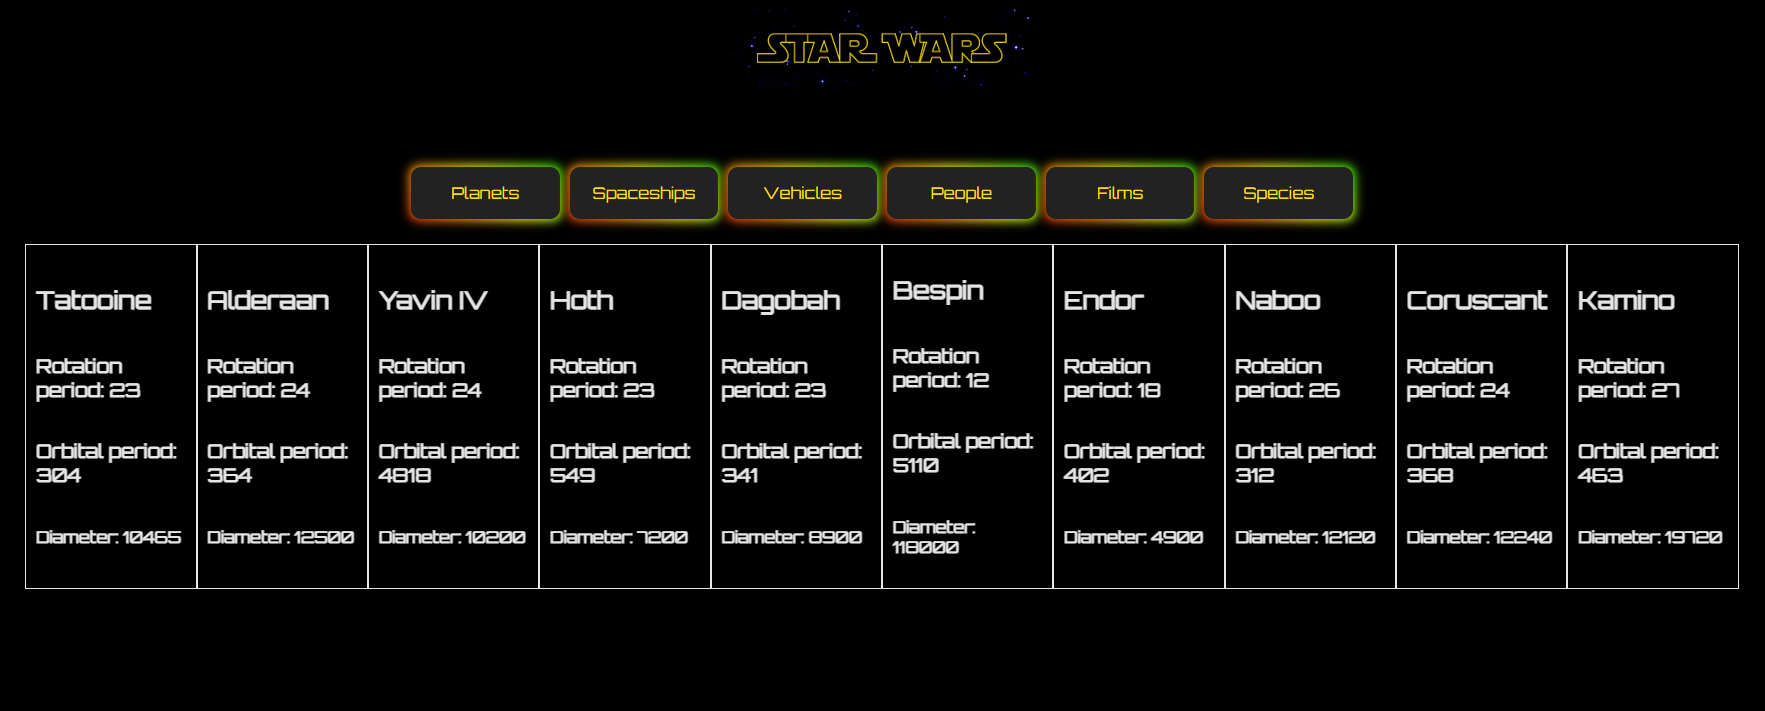 STAR WARS
Planets
Spaceships
Vehicles
People
Films
Species
Tatooine
Rotation
period: 23
Orbital period:
304
Diameter: 10465
Alderaan
Rotation
period: 24
Orbital period:
364
Diameter: 12500
Yavin IV
Rotation
period: 24
Orbital period:
4818
Diameter: 10200
Hoth
Rotation
period: 23
Orbital period:
549
Diameter: 7200
Dagobah
Rotation
period: 23
Orbital period:
341
Diameter: 8900
Bespin
Rotation
period: 12
Orbital period:
5110
Diameter:
118000
Endor
Rotation
period: 18
Orbital period:
402
Diameter: 4900
Naboo
Rotation
period: 26
Orbital period:
312
Diameter: 12120
Coruscant
Rotation
period: 24
Orbital period:
368
Diameter: 12240
Kamino
Rotation
period: 27
Orbital period:
463
Diameter: 19720